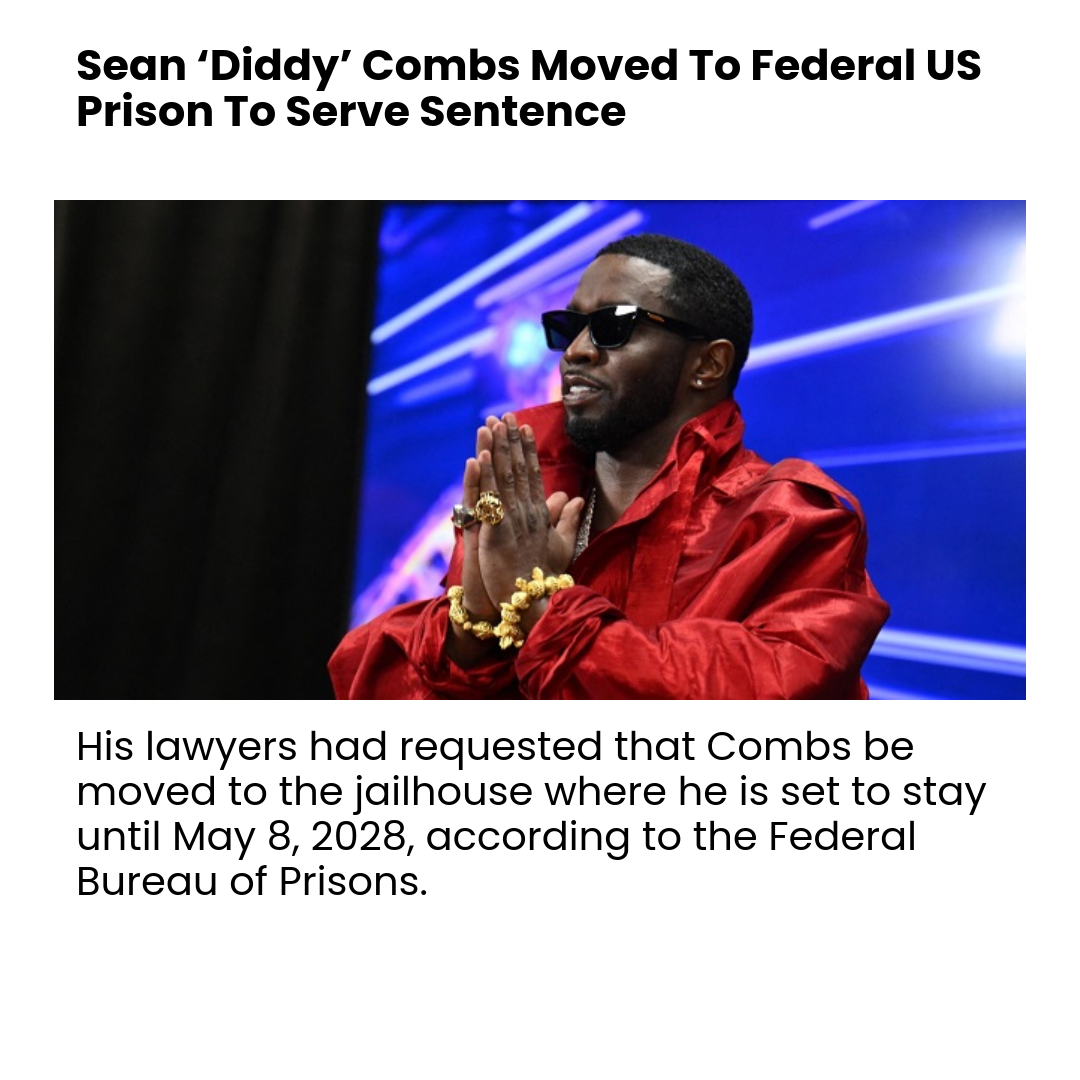 Sean ‘Diddy’ Combs Moved To Federal US
Prison To Serve Sentence
His lawyers had requested that Combs be
moved to the jailhouse where he is set to stay
until May 8, 2028, according to the Federal
Bureau of Prisons.